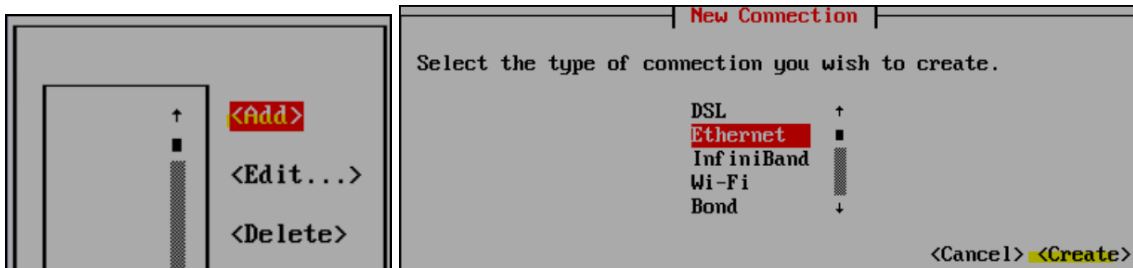 <Add>
<Edit...>
<Delete>
New Connection
Select the type of connection you wish to create.
DSL
Ethernet
InfiniBand
Wi-Fi
Bond
<Cancel> <Create>